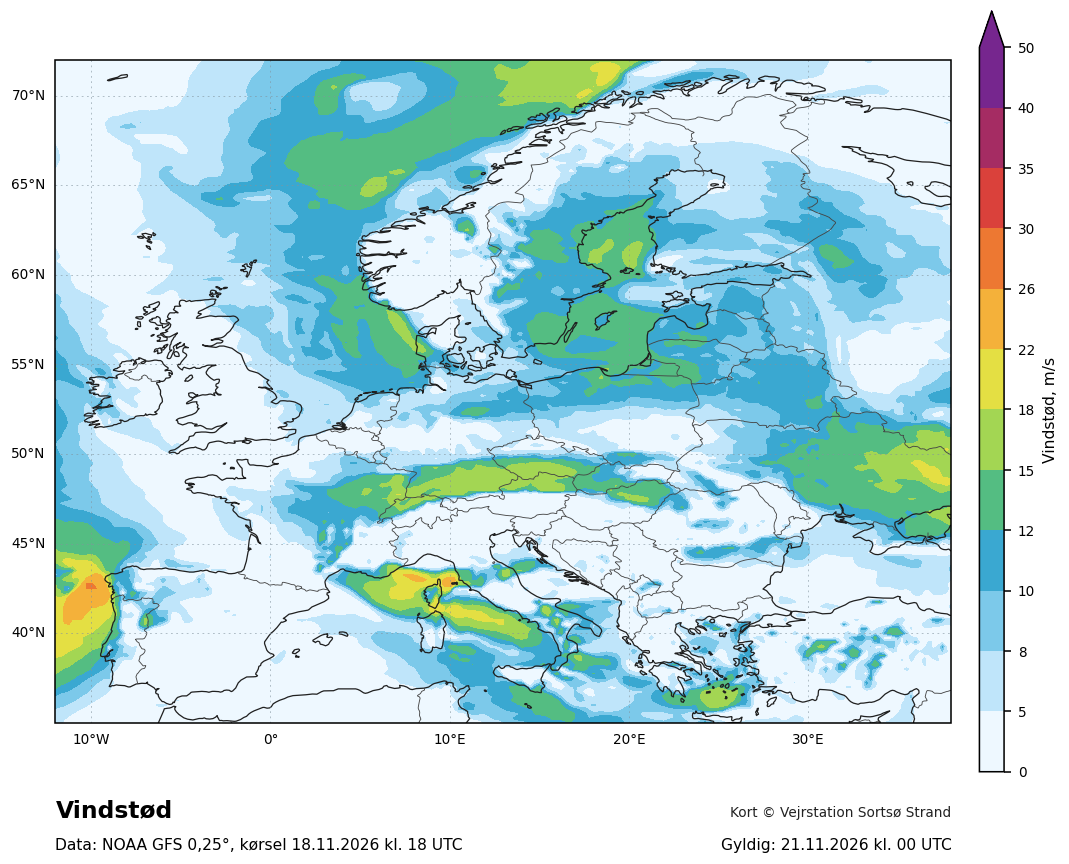 50
40
35
30
26
22
18
15
12
10
8
5
0
Vindstød, m/s
70°N
65°N
60°N
55°N
50°N
45°N
40°N
10°W 0° 10°E 20°E 30°E
Vindstød
Kort © Vejrstation Sortsø Strand
Data: NOAA GFS 0,25°, kørsel 18.11.2026 kl. 18 UTC
Gyldig: 21.11.2026 kl. 00 UTC